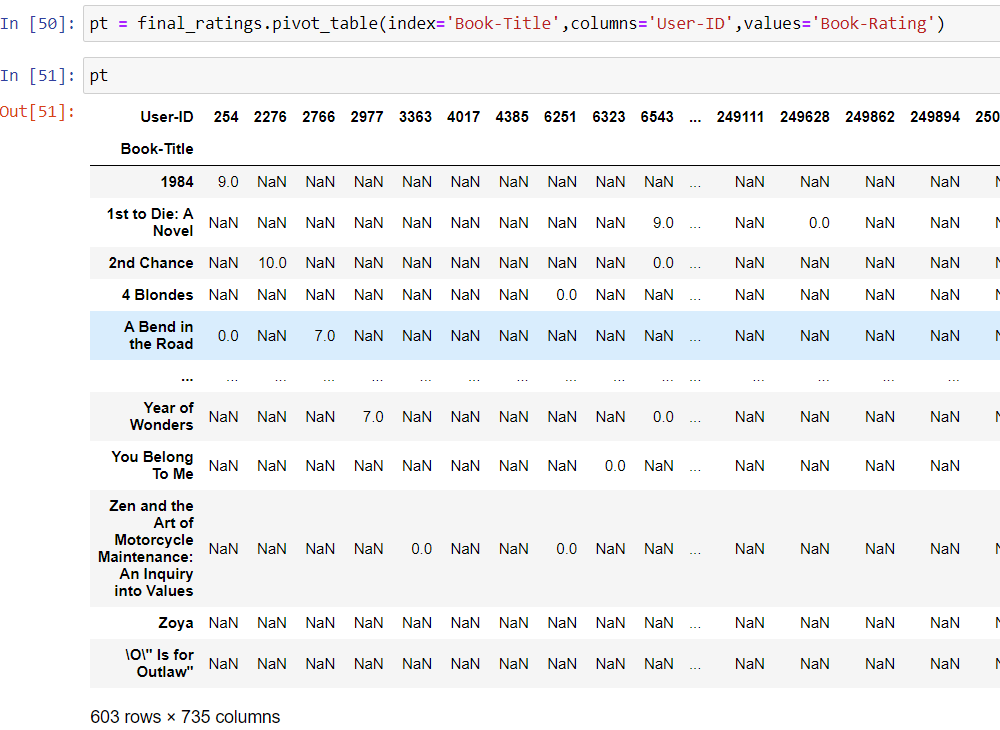 In [50]: pt = final_ratings.pivot_table(index='Book-Title',columns='User-ID',values='Book-Rating')
In [51]: pt
Out[51]:
User-ID 254 2276 2766 2977 3363 4017 4385 6251 6323 6543 ... 249111 249628 249862 249894 250
Book-Title
1984 9.0 NaN NaN NaN NaN NaN NaN NaN NaN NaN ... NaN NaN NaN NaN N
1st to Die: A
Novel NaN NaN NaN NaN NaN NaN NaN NaN NaN 9.0 ... NaN 0.0 NaN NaN N
2nd Chance NaN 10.0 NaN NaN NaN NaN NaN NaN NaN 0.0 ... NaN NaN NaN NaN N
4 Blondes NaN NaN NaN NaN NaN NaN NaN 0.0 NaN NaN ... NaN NaN NaN NaN N
A Bend in
the Road 0.0 NaN 7.0 NaN NaN NaN NaN NaN NaN NaN ... NaN NaN NaN NaN N
... ... ... ... ... ... ... ... ... ... ... ... ... ... ... ...
Year of
Wonders NaN NaN NaN 7.0 NaN NaN NaN NaN NaN 0.0 ... NaN NaN NaN NaN N
You Belong
To Me NaN NaN NaN NaN NaN NaN NaN NaN 0.0 NaN ... NaN NaN NaN NaN
Zen and the
Art of
Motorcycle
Maintenance:
An Inquiry
into Values NaN NaN NaN NaN 0.0 NaN NaN 0.0 NaN NaN ... NaN NaN NaN NaN N
Zoya NaN NaN NaN NaN NaN NaN NaN NaN NaN NaN ... NaN NaN NaN NaN N
\O\" Is for
Outlaw" NaN NaN NaN NaN NaN NaN NaN NaN NaN NaN ... NaN NaN NaN NaN N
603 rows × 735 columns